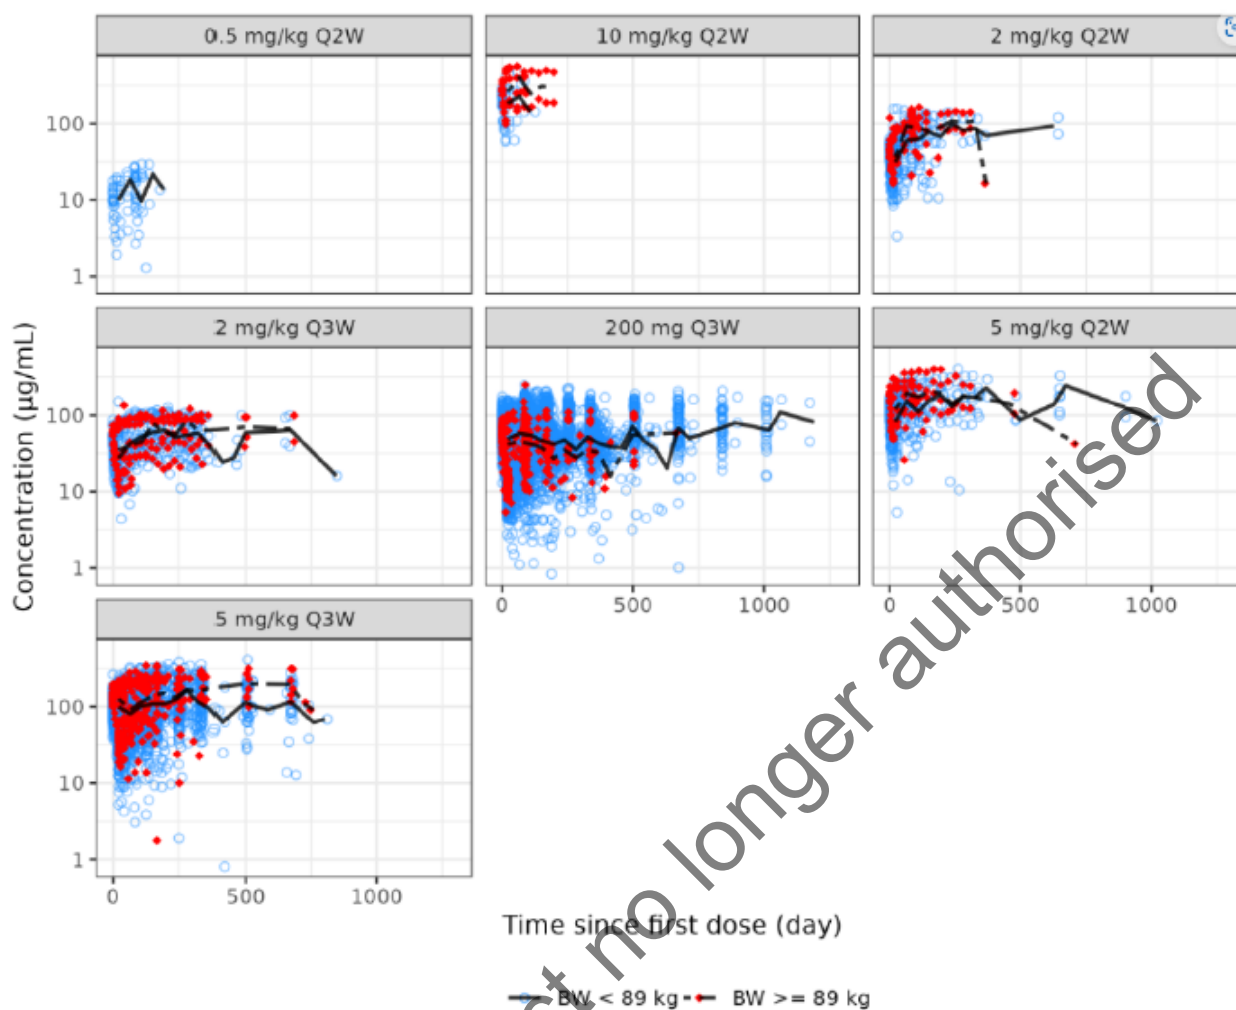 0.5 mg/kg Q2W
10 mg/kg Q2W
2 mg/kg Q2W
100
10
1
2 mg/kg Q3W
200 mg Q3W
5 mg/kg Q2W
100
10
1
0 500 1000
0 500 1000
5 mg/kg Q3W
100
10
1
0 500 1000
Concentration (µg/mL)
Time since first dose (day)
BW < 89 kg
BW >= 89 kg
no longer authorised